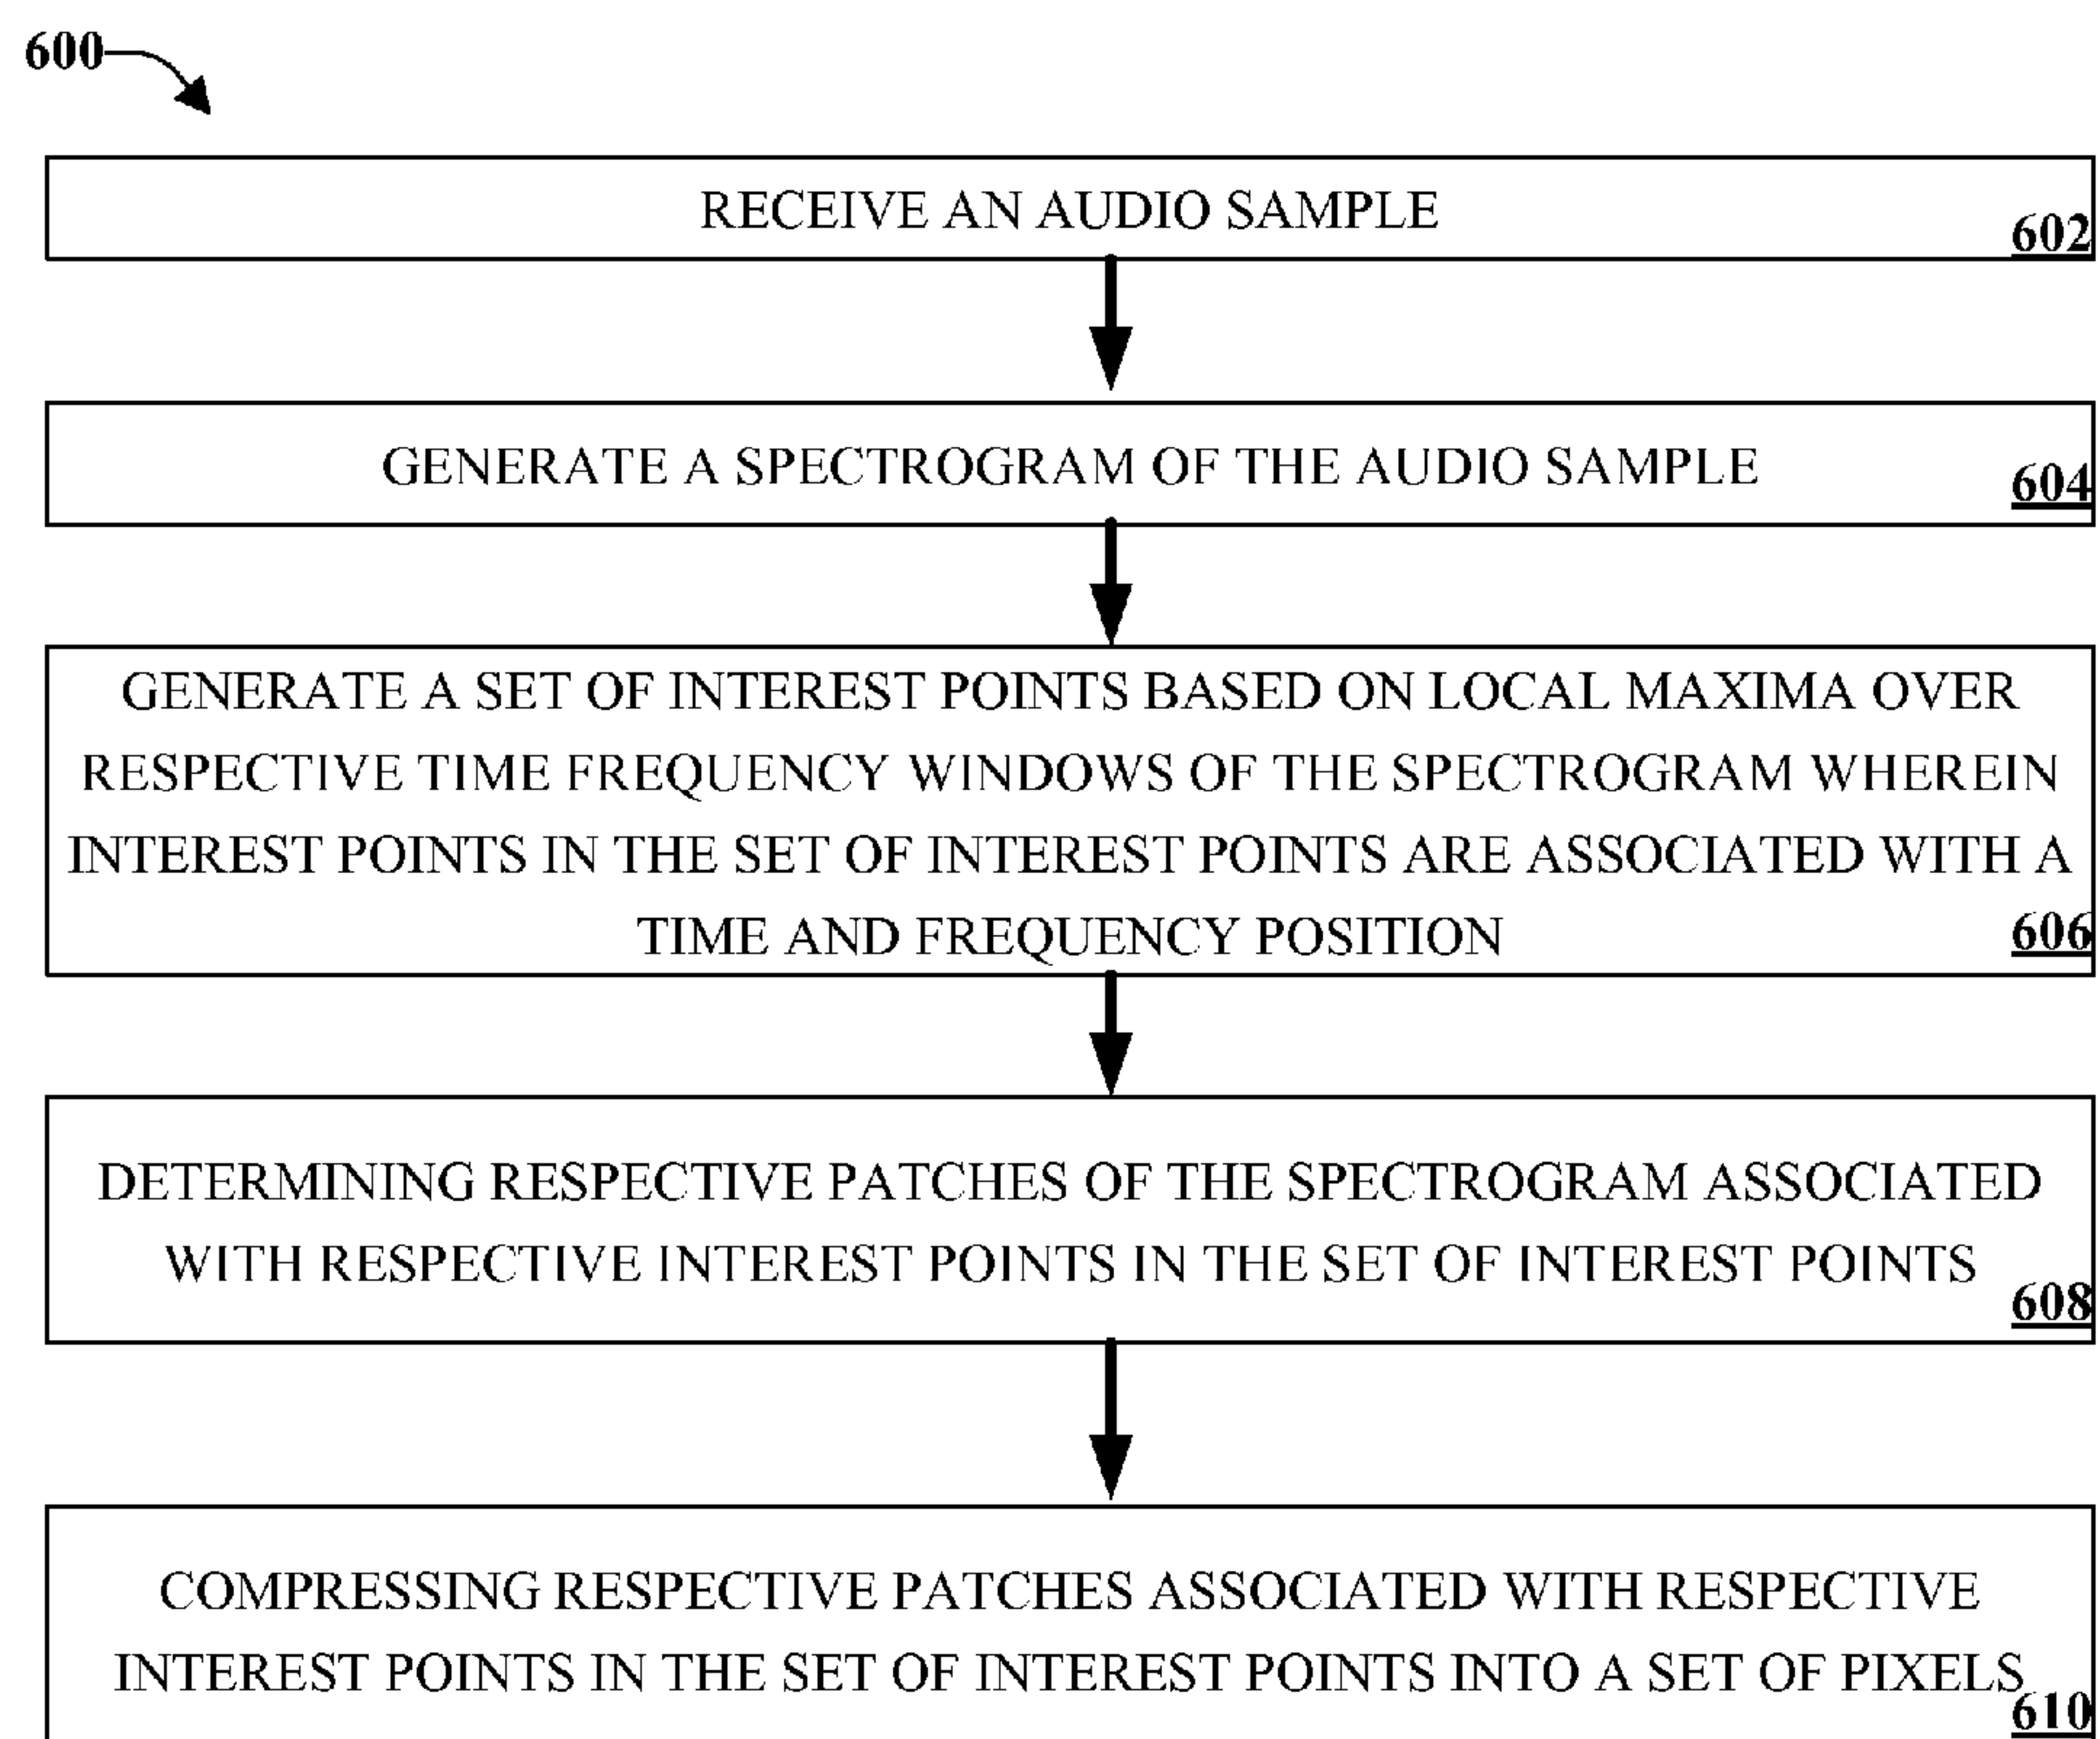 600
RECEIVE AN AUDIO SAMPLE
602
GENERATE A SPECTROGRAM OF THE AUDIO SAMPLE
604
GENERATE A SET OF INTEREST POINTS BASED ON LOCAL MAXIMA OVER
RESPECTIVE TIME FREQUENCY WINDOWS OF THE SPECTROGRAM WHEREIN
INTEREST POINTS IN THE SET OF INTEREST POINTS ARE ASSOCIATED WITH A
TIME AND FREQUENCY POSITION
606
DETERMINING RESPECTIVE PATCHES OF THE SPECTROGRAM ASSOCIATED
WITH RESPECTIVE INTEREST POINTS IN THE SET OF INTEREST POINTS
608
COMPRESSING RESPECTIVE PATCHES ASSOCIATED WITH RESPECTIVE
INTEREST POINTS IN THE SET OF INTEREST POINTS INTO A SET OF PIXELS
610